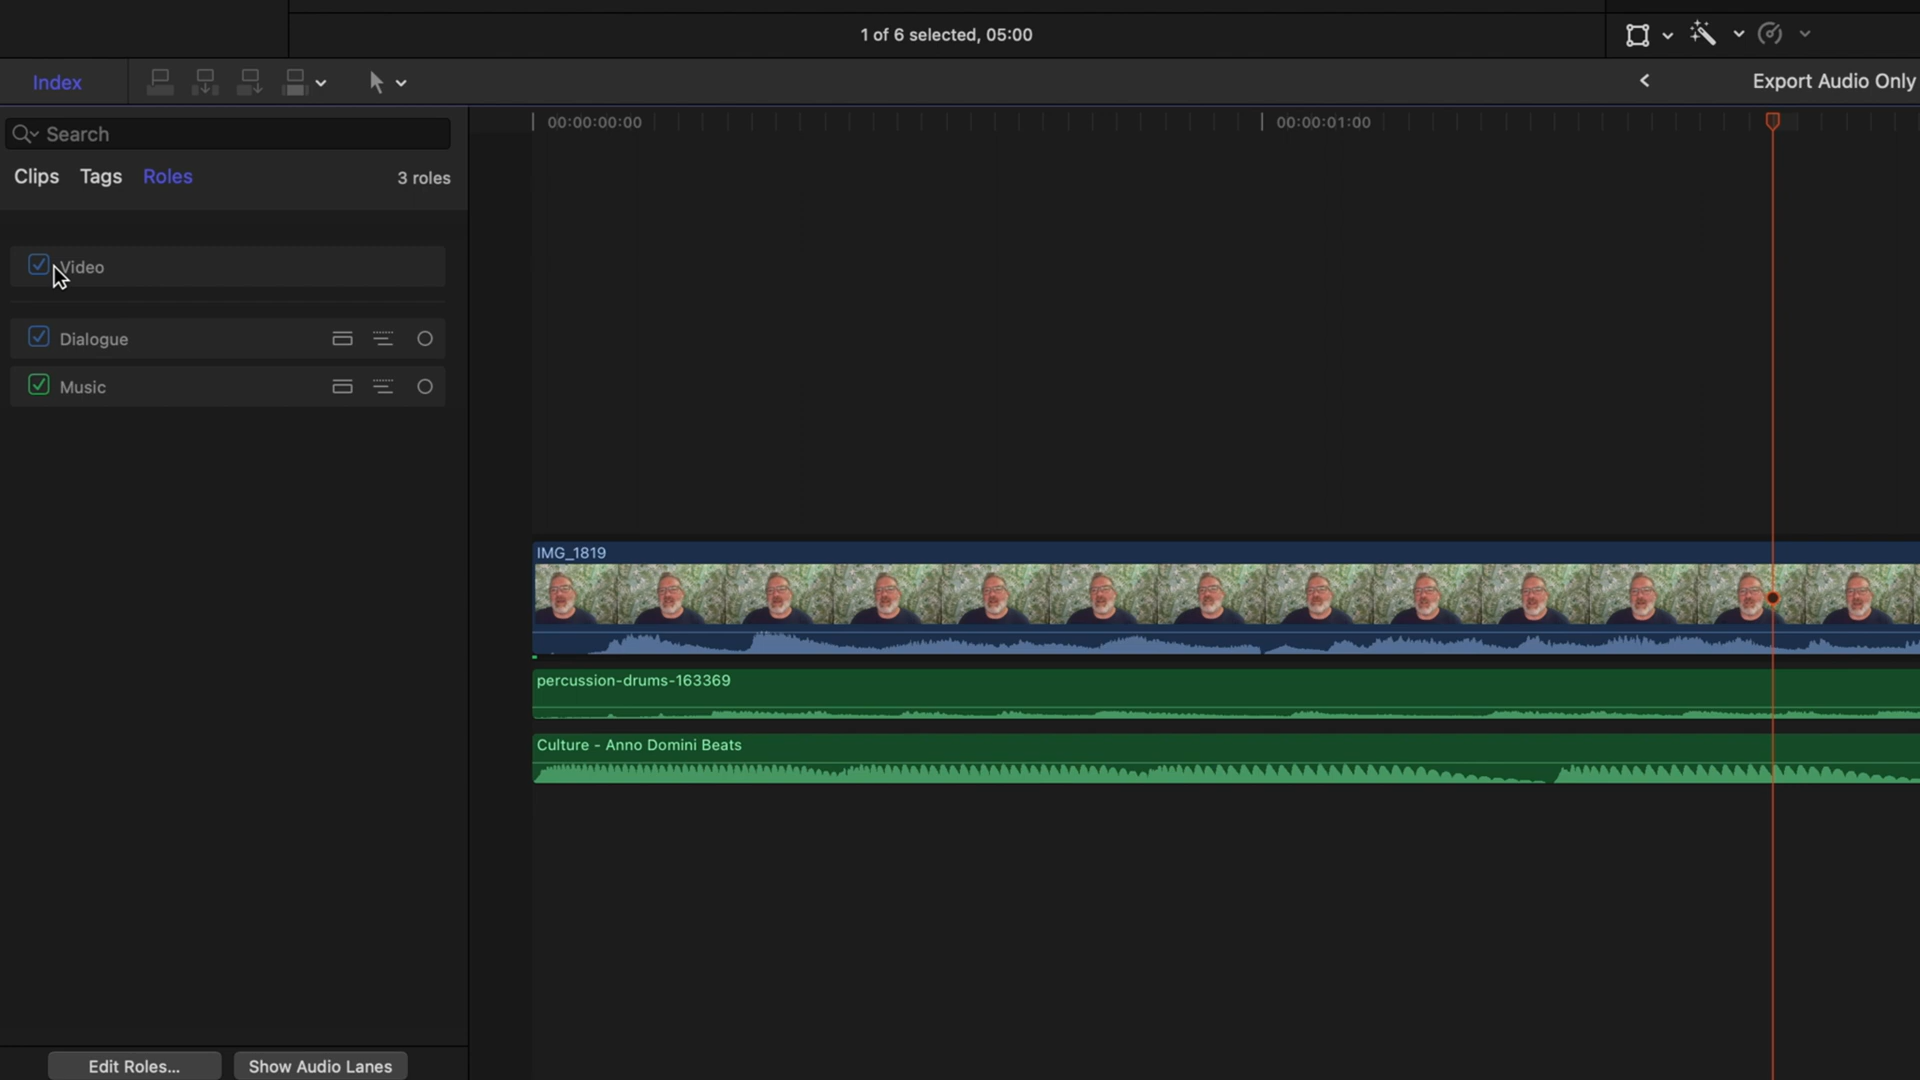 1 of 6 selected, 05:00
Index
Export Audio Only
Search
00:00:00:00
00:00:01:00
Clips Tags Roles
3 roles
Video
Dialogue
Music
IMG_1819
percussion-drums-163369
Culture - Anno Domini Beats
Edit Roles...
Show Audio Lanes